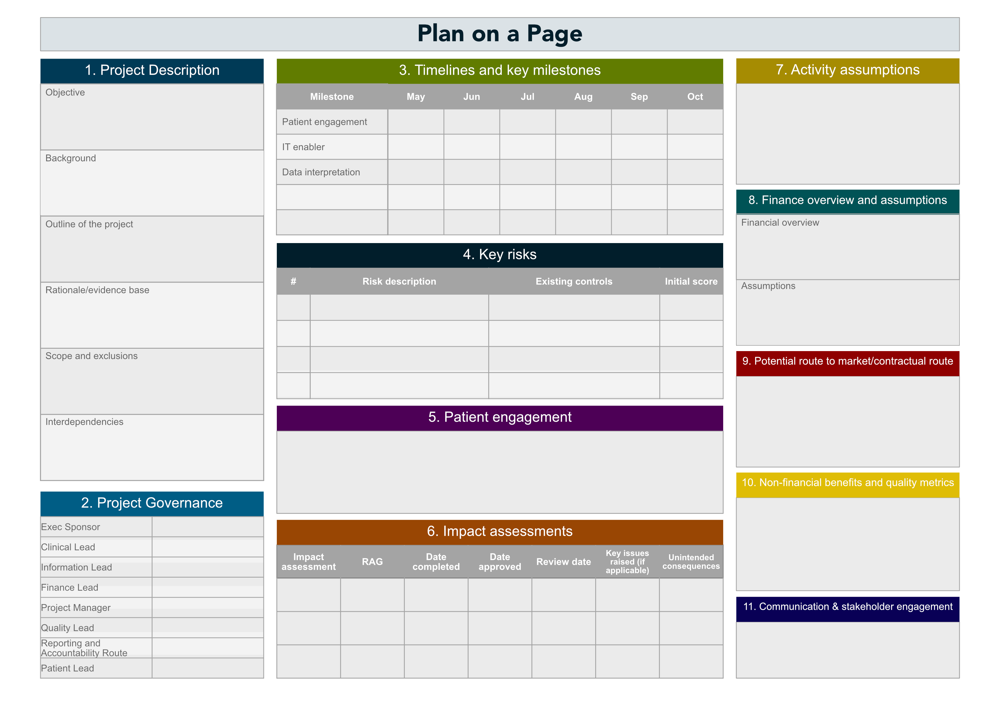 Plan on a Page
1. Project Description
Objective
Background
Outline of the project
Rationale/evidence base
Scope and exclusions
Interdependencies
2. Project Governance
Exec Sponsor
Clinical Lead
Information Lead
Finance Lead
Project Manager
Quality Lead
Reporting and
Accountability Route
Patient Lead
3. Timelines and key milestones
Milestone May Jun Jul Aug Sep Oct
Patient engagement
IT enabler
Data interpretation
4. Key risks
# Risk description Existing controls Initial score
5. Patient engagement
6. Impact assessments
Impact
assessment
RAG
Date
completed
Date
approved
Review date
Key issues
raised (if
applicable)
Unintended
consequences
7. Activity assumptions
8. Finance overview and assumptions
Financial overview
Assumptions
9. Potential route to market/contractual route
10. Non-financial benefits and quality metrics
11. Communication & stakeholder engagement